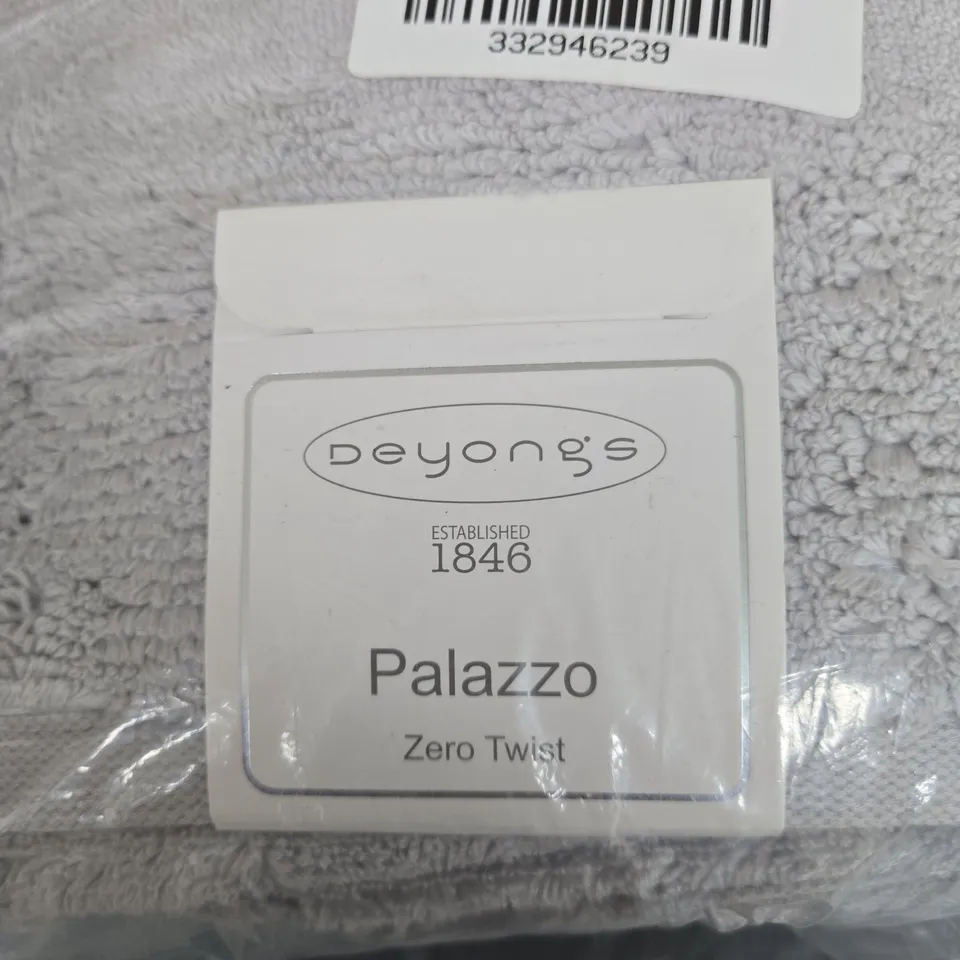 332946239
Deyongs
ESTABLISHED
1846
Palazzo
Zero Twist